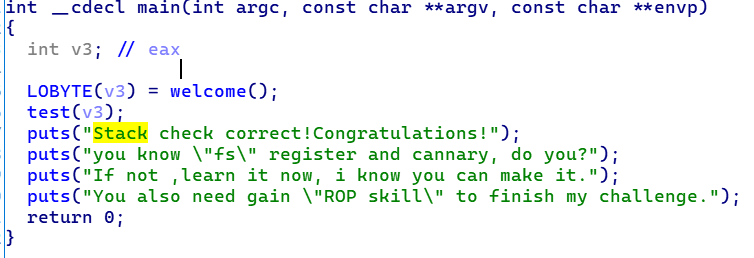 int __cdecl main(int argc, const char **argv, const char **envp)
{
int v3; // eax
LOBYTE(v3) = welcome();
test(v3);
puts("Stack check correct!Congratulations!");
puts("you know \"fs\" register and cannary, do you?");
puts("If not ,learn it now, i know you can make it.");
puts("You also need gain \"ROP skill\" to finish my challenge.");
return 0;
}